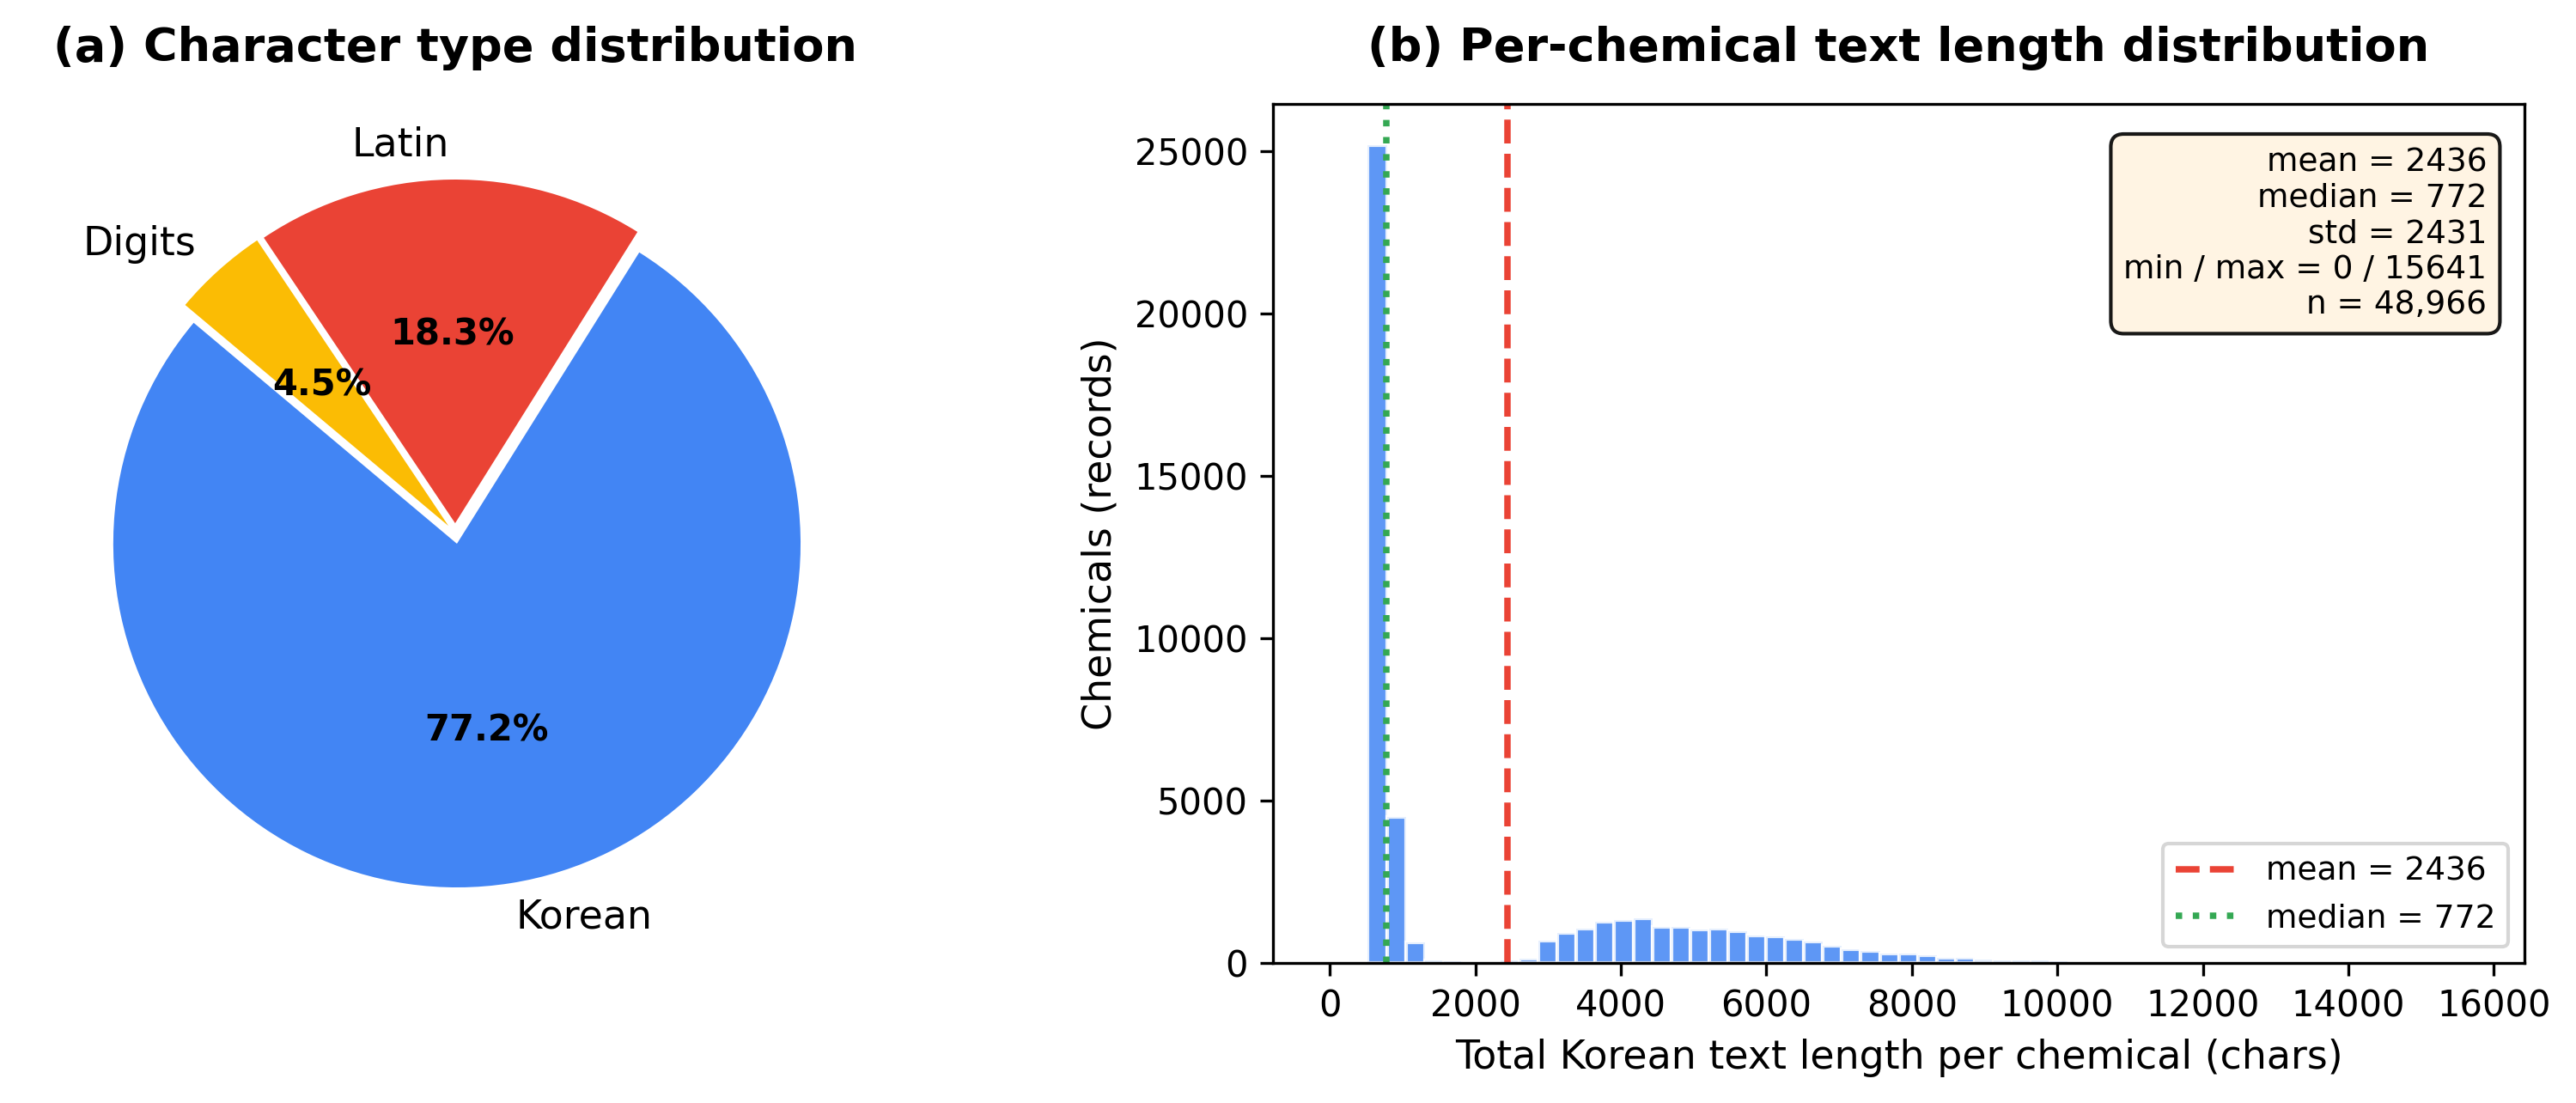 (a) Character type distribution
Latin
Digits
18.3%
4.5%
77.2%
Korean
(b) Per-chemical text length distribution
Chemicals (records)
25000
20000
15000
10000
5000
0
mean = 2436
median = 772
std = 2431
min / max = 0 / 15641
n = 48,966
mean = 2436
median = 772
0 2000 4000 6000 8000 10000 12000 14000 16000
Total Korean text length per chemical (chars)